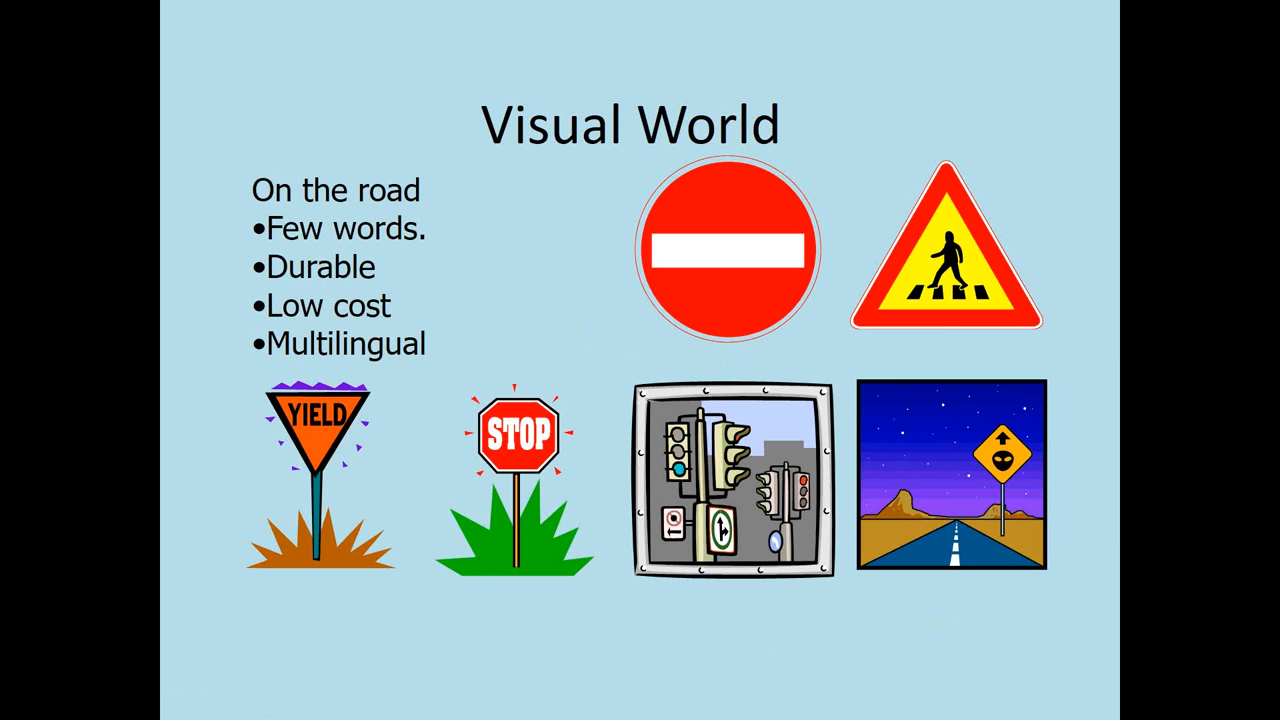 Visual World
On the road
•Few words.
•Durable
•Low cost
•Multilingual
YIELD
STOP